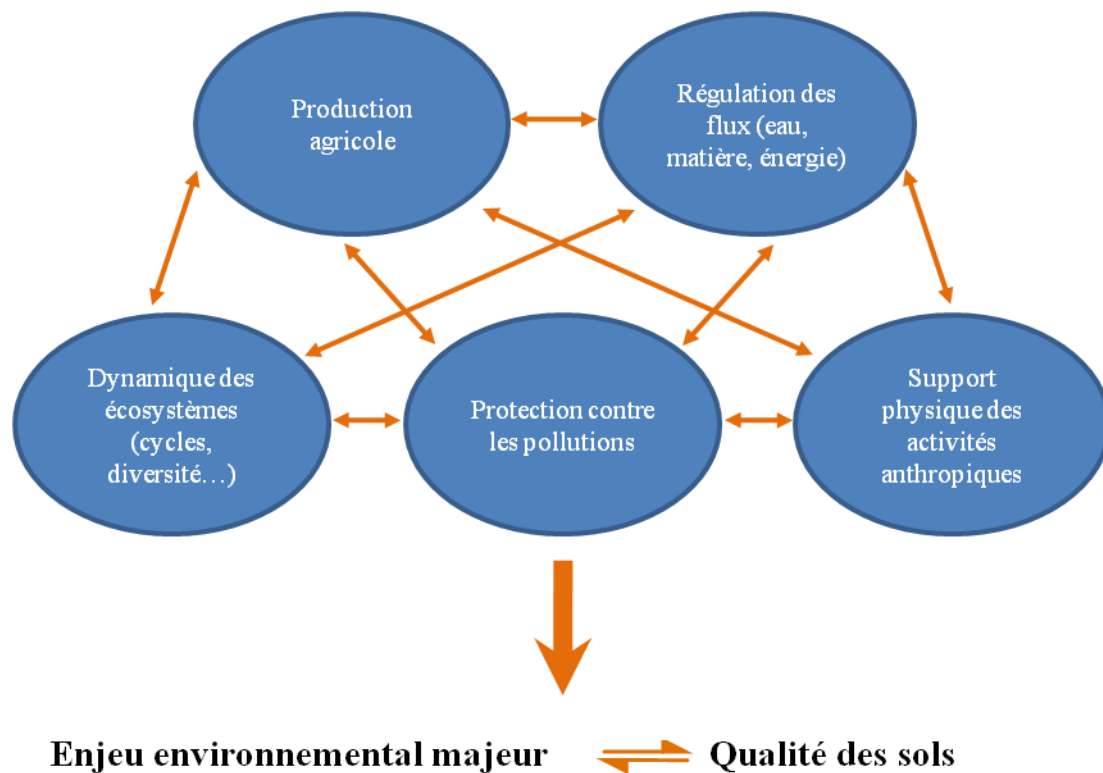 Production
agricole
Régulation des
flux (eau,
matière, énergie)
Dynamique des
écosystèmes
(cycles,
diversité…)
Protection contre
les pollutions
Support
physique des
activités
anthropiques
Enjeu environnemental majeur
Qualité des sols